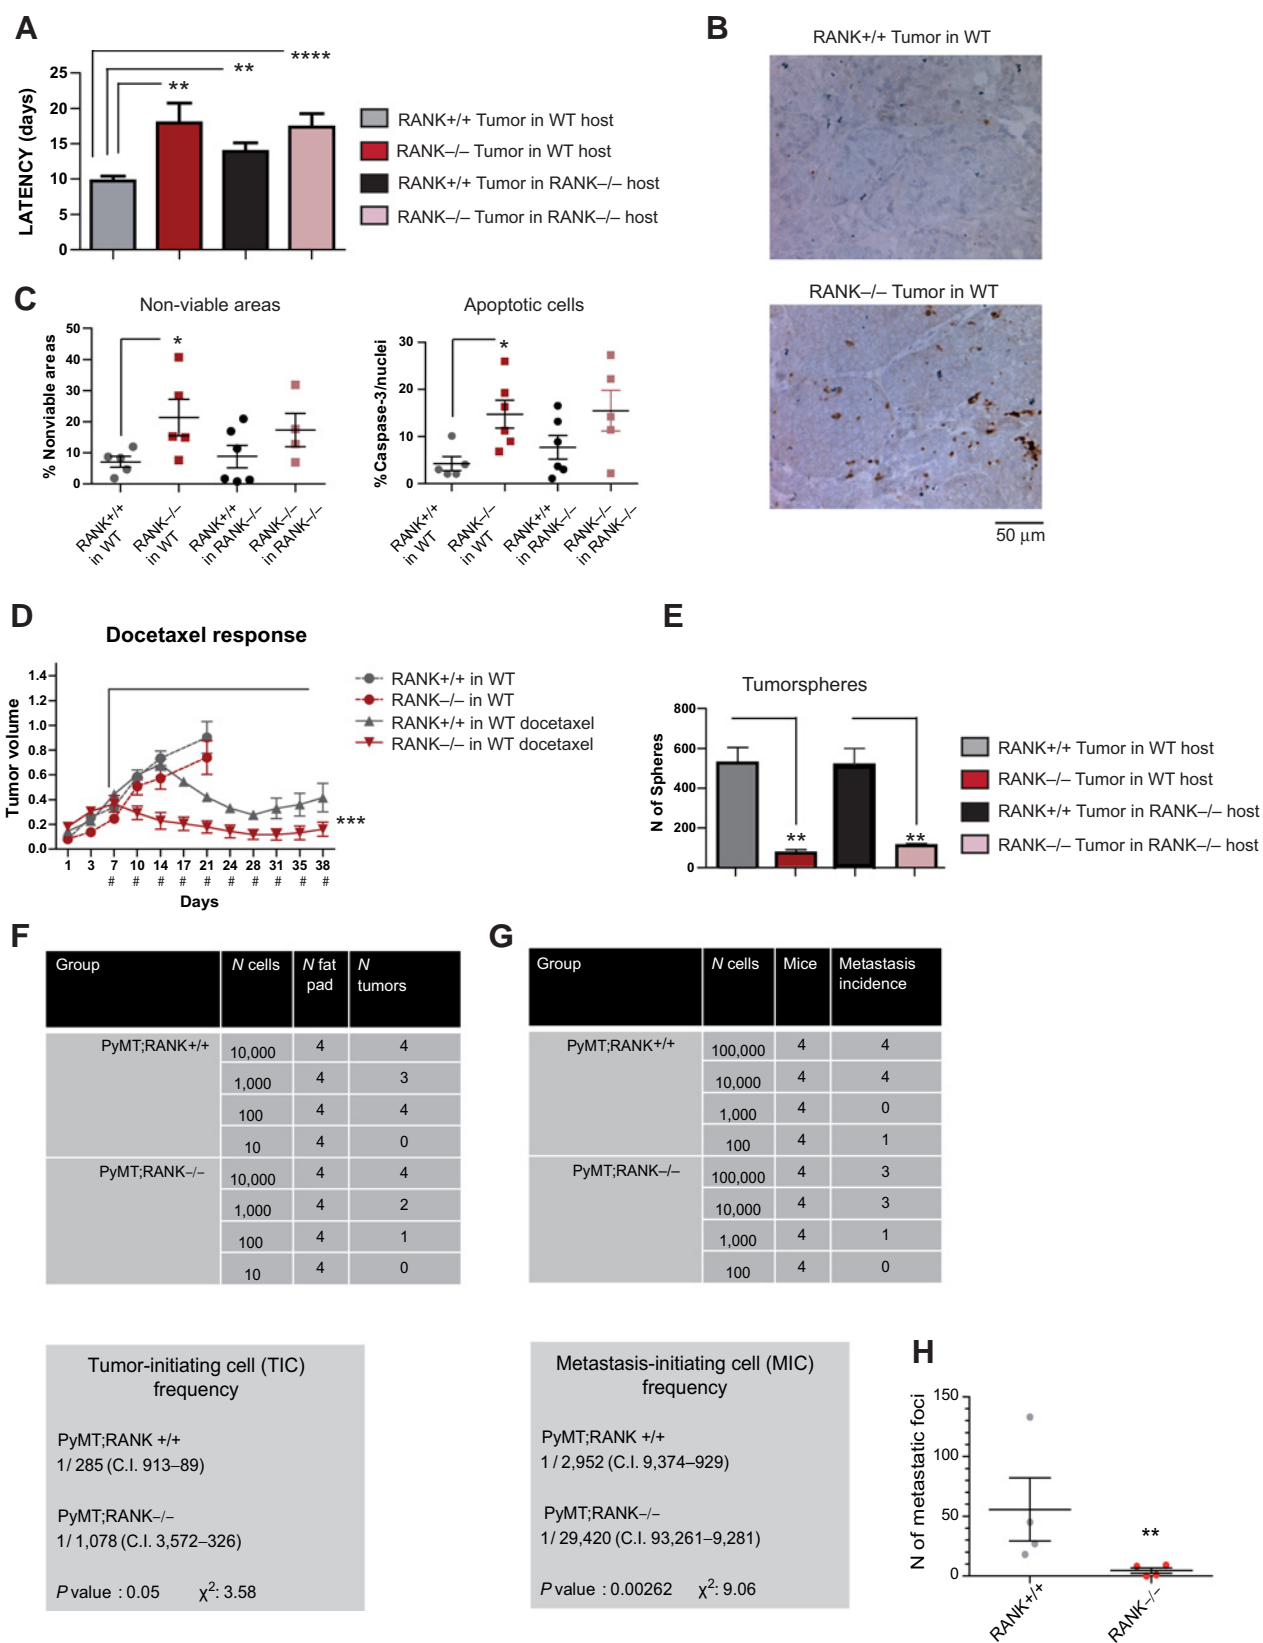 A
LATENCY (days)
25
20
15
10
5
0
**
**
****
RANK+/+ Tumor in WT host
RANK–/– Tumor in WT host
RANK+/+ Tumor in RANK–/– host
RANK–/– Tumor in RANK–/– host
B
RANK+/+ Tumor in WT
RANK–/– Tumor in WT
50 μm
C
Non-viable areas
% Nonviable areas
50
40
30
20
10
0
*
RANK+/+
in WT
RANK–/–
in WT
RANK+/+
in RANK–/–
RANK–/–
in RANK–/–
Apoptotic cells
%Caspase-3/nuclei
30
20
10
0
*
RANK+/+
in WT
RANK–/–
in WT
RANK+/+
in RANK–/–
RANK–/–
in RANK–/–
D
Docetaxel response
Tumor volume
1.4
1.2
1.0
0.8
0.6
0.4
0.2
0.0
1 3 7 10 14 17 21 24 28 31 35 38
# # # # # # # # # #
Days
***
RANK+/+ in WT
RANK–/– in WT
RANK+/+ in WT docetaxel
RANK–/– in WT docetaxel
E
Tumorspheres
N of Spheres
800
600
400
200
0
**
**
RANK+/+ Tumor in WT host
RANK–/– Tumor in WT host
RANK+/+ Tumor in RANK–/– host
RANK–/– Tumor in RANK–/– host
F
Group N cells N fat pad N tumors
PyMT;RANK+/+ 10,000 4 4
1,000 4 3
100 4 4
10 4 0
PyMT;RANK–/– 10,000 4 4
1,000 4 2
100 4 1
10 4 0
Tumor-initiating cell (TIC)
frequency
PyMT;RANK +/+
1/ 285 (C.I. 913–89)
PyMT;RANK–/–
1/ 1,078 (C.I. 3,572–326)
P value : 0.05 χ2: 3.58
G
Group N cells Mice Metastasis incidence
PyMT;RANK+/+ 100,000 4 4
10,000 4 4
1,000 4 0
100 4 1
PyMT;RANK–/– 100,000 4 3
10,000 4 3
1,000 4 1
100 4 0
Metastasis-initiating cell (MIC)
frequency
PyMT;RANK +/+
1 / 2,952 (C.I. 9,374–929)
PyMT;RANK–/–
1/ 29,420 (C.I. 93,261–9,281)
P value : 0.00262 χ2: 9.06
H
N of metastatic foci
150
100
50
0
**
RANK+/+
RANK–/–